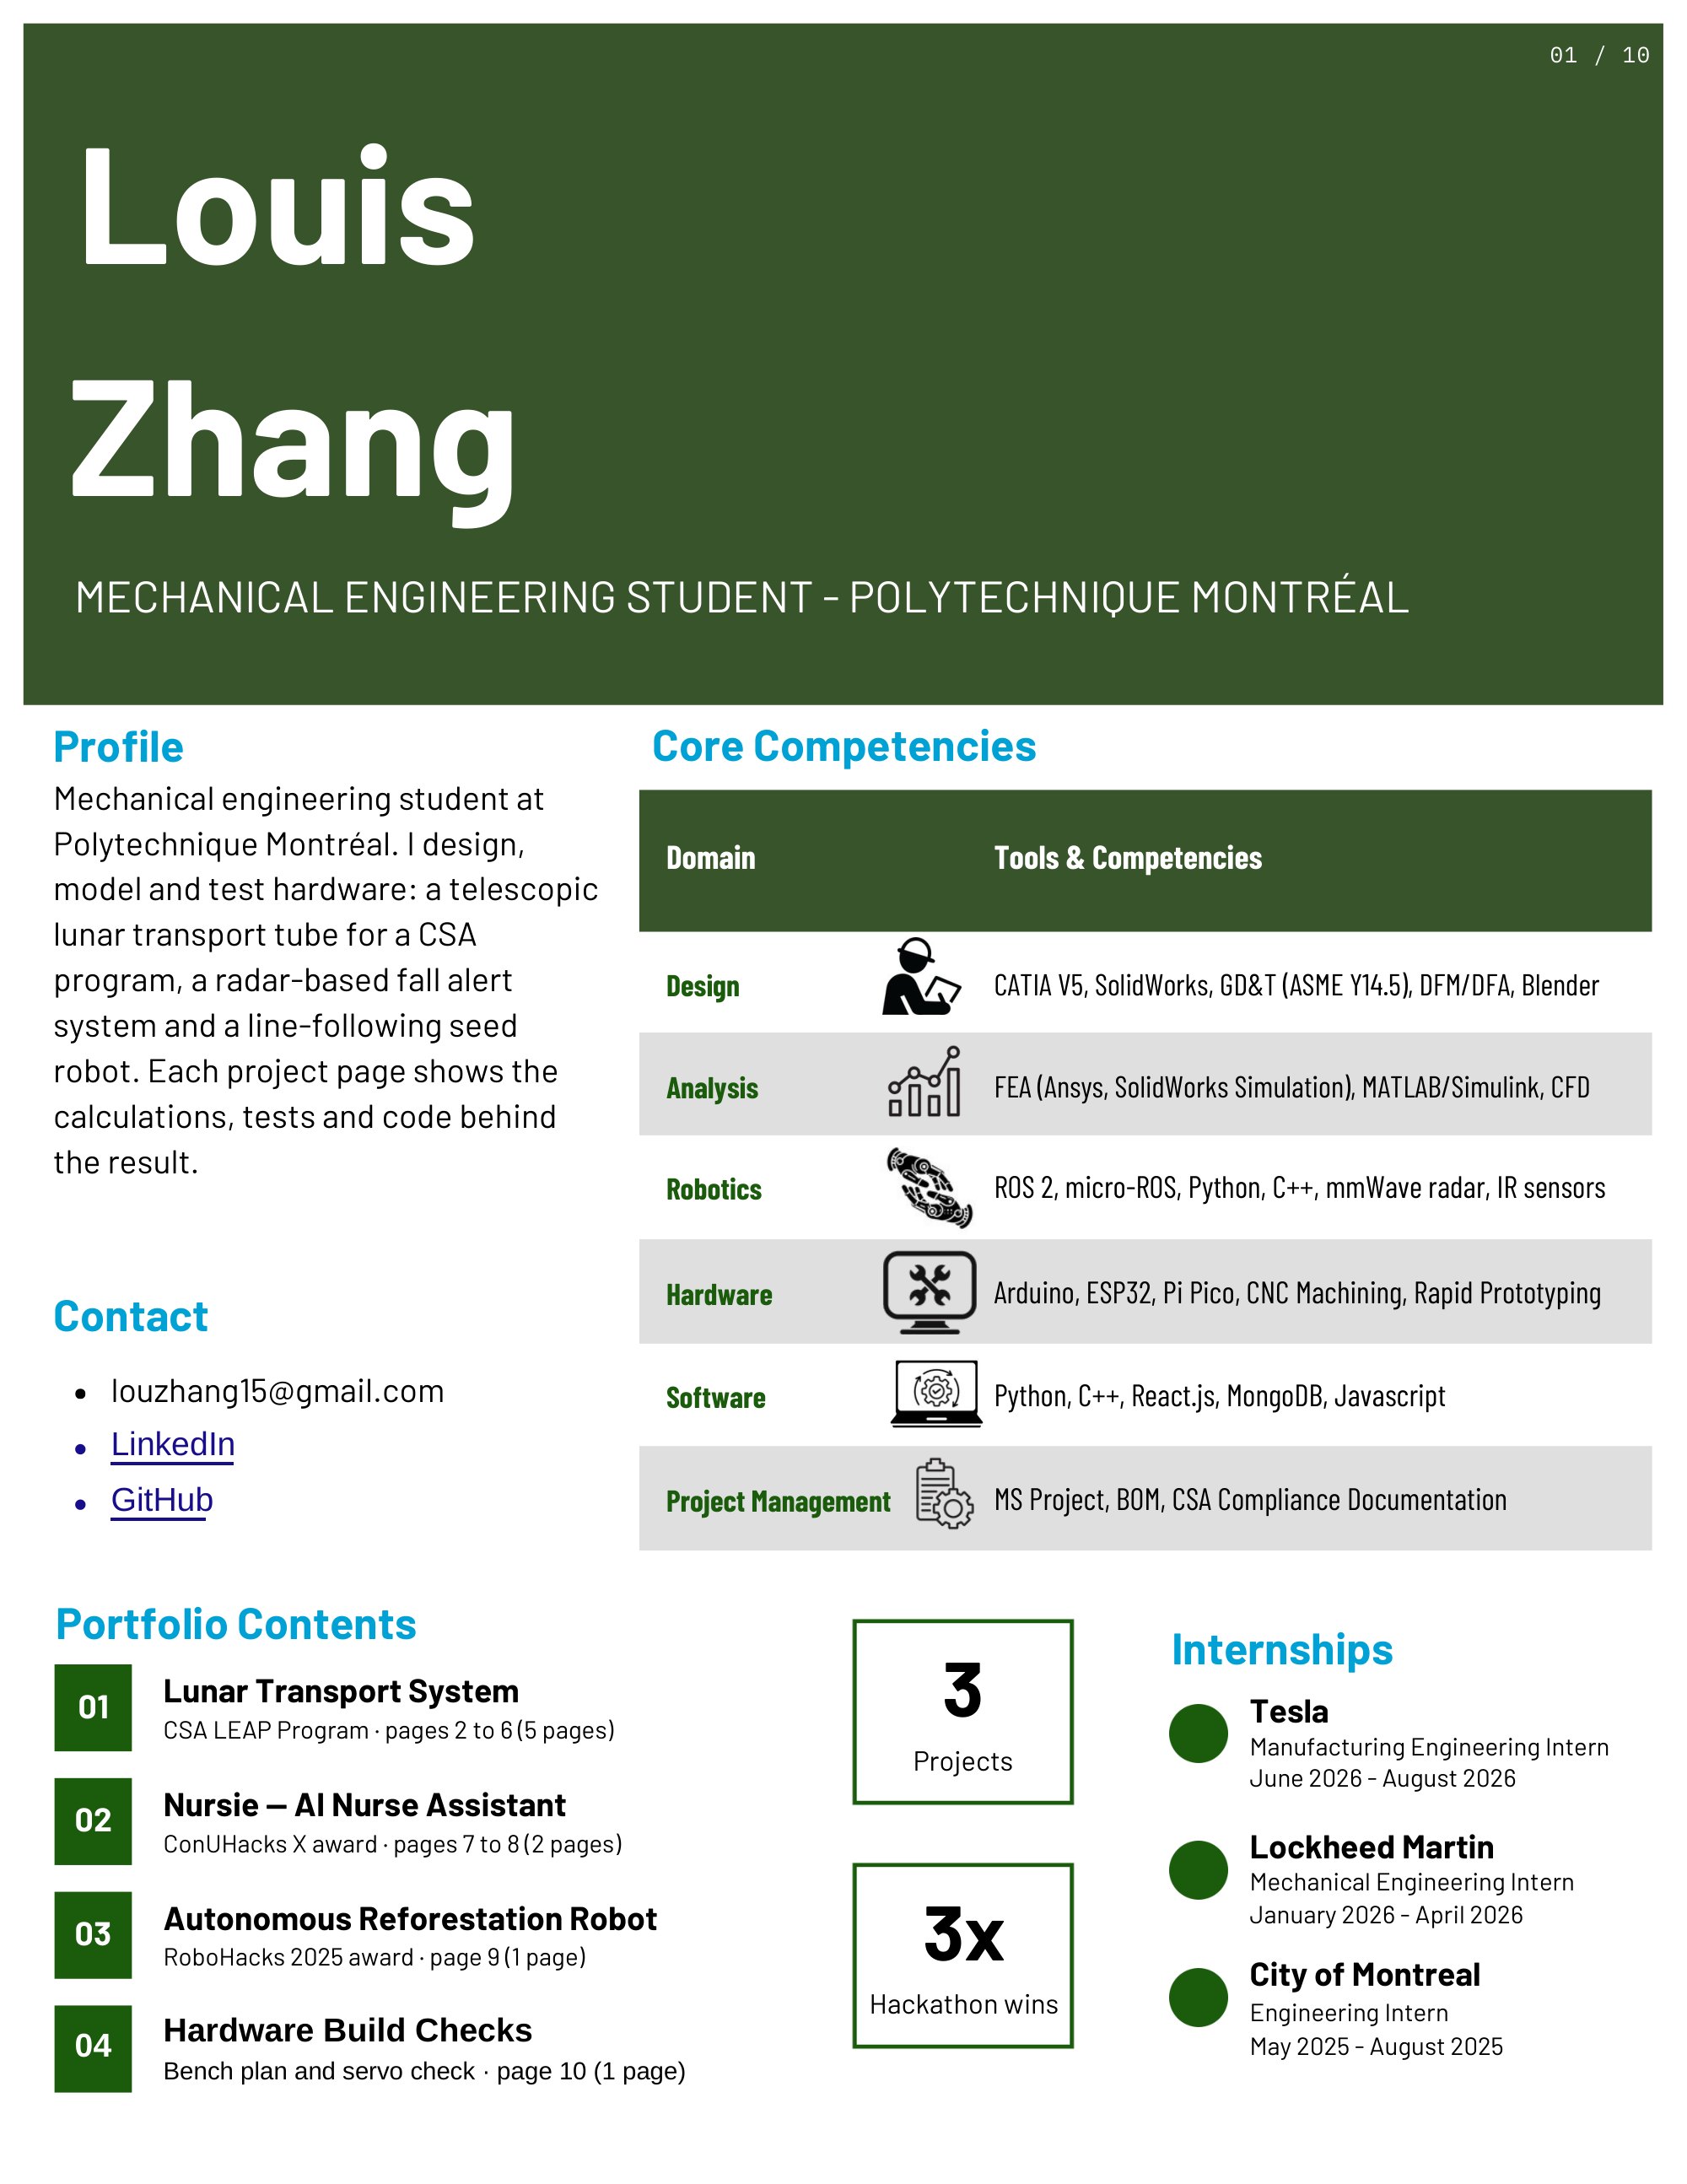 01 / 10
Louis
Zhang
MECHANICAL ENGINEERING STUDENT - POLYTECHNIQUE MONTRÉAL
Profile
Mechanical engineering student at
Polytechnique Montréal. I design,
model and test hardware: a telescopic
lunar transport tube for a CSA
program, a radar-based fall alert
system and a line-following seed
robot. Each project page shows the
calculations, tests and code behind
the result.
Contact
• louzhang15@gmail.com
• LinkedIn
• GitHub
Core Competencies
Domain Tools & Competencies
Design CATIA V5, SolidWorks, GD&T (ASME Y14.5), DFM/DFA, Blender
Analysis FEA (Ansys, SolidWorks Simulation), MATLAB/Simulink, CFD
Robotics ROS 2, micro-ROS, Python, C++, mmWave radar, IR sensors
Hardware Arduino, ESP32, Pi Pico, CNC Machining, Rapid Prototyping
Software Python, C++, React.js, MongoDB, Javascript
Project Management MS Project, BOM, CSA Compliance Documentation
Portfolio Contents
01 Lunar Transport System
CSA LEAP Program · pages 2 to 6 (5 pages)
02 Nursie – AI Nurse Assistant
ConUHacks X award · pages 7 to 8 (2 pages)
03 Autonomous Reforestation Robot
RoboHacks 2025 award · page 9 (1 page)
04 Hardware Build Checks
Bench plan and servo check · page 10 (1 page)
3
Projects
3x
Hackathon wins
Internships
Tesla
Manufacturing Engineering Intern
June 2026 - August 2026
Lockheed Martin
Mechanical Engineering Intern
January 2026 - April 2026
City of Montreal
Engineering Intern
May 2025 - August 2025